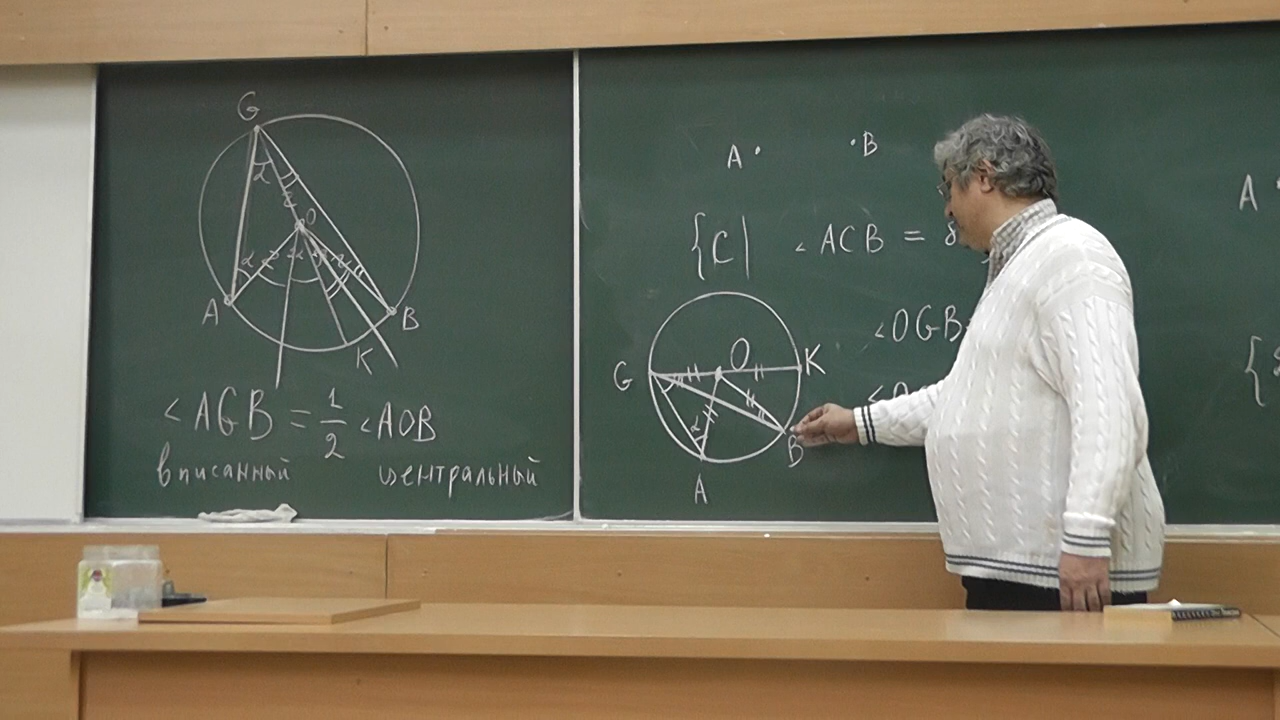 G
α
O
A
B
K
∠AGB = 1/2 ∠AOB
вписанный центральный
A · · B
{C| ∠ACB =
∠OGB
G O K
α
B
A
A
{